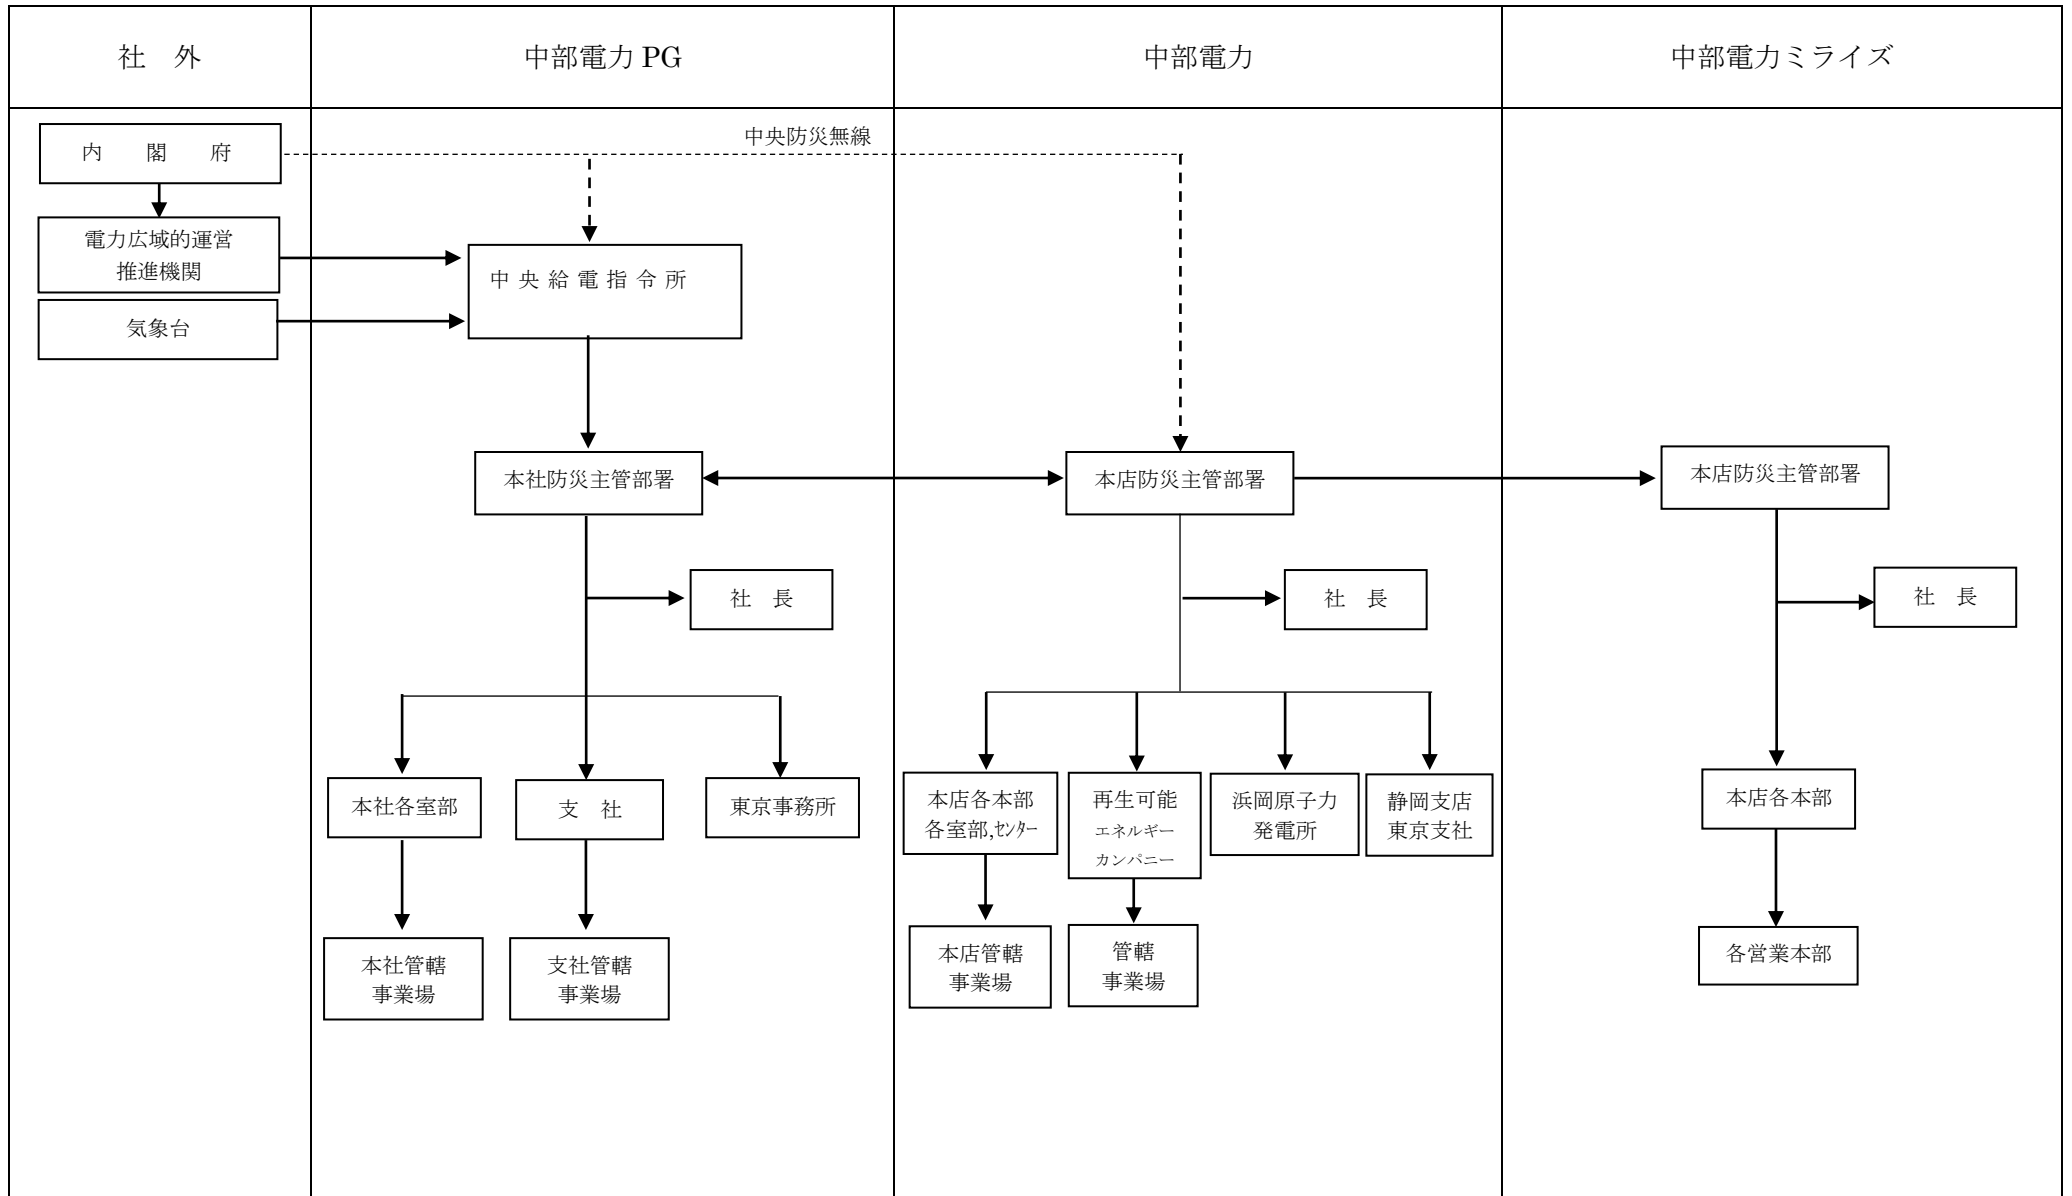 社　外
中部電力 PG
中部電力
中部電力ミライズ
内　　閣　　府
中央防災無線
電力広域的運営
推進機関
気象台
中 央 給 電 指 令 所
本社防災主管部署
本店防災主管部署
本店防災主管部署
社　長
社　長
社　長
本社各室部
支　社
東京事務所
本店各本部
各室部,ｾﾝﾀｰ
再生可能
エネルギー
カンパニー
浜岡原子力
発電所
静岡支店
東京支社
本店各本部
本社管轄
事業場
支社管轄
事業場
本店管轄
事業場
管轄
事業場
各営業本部